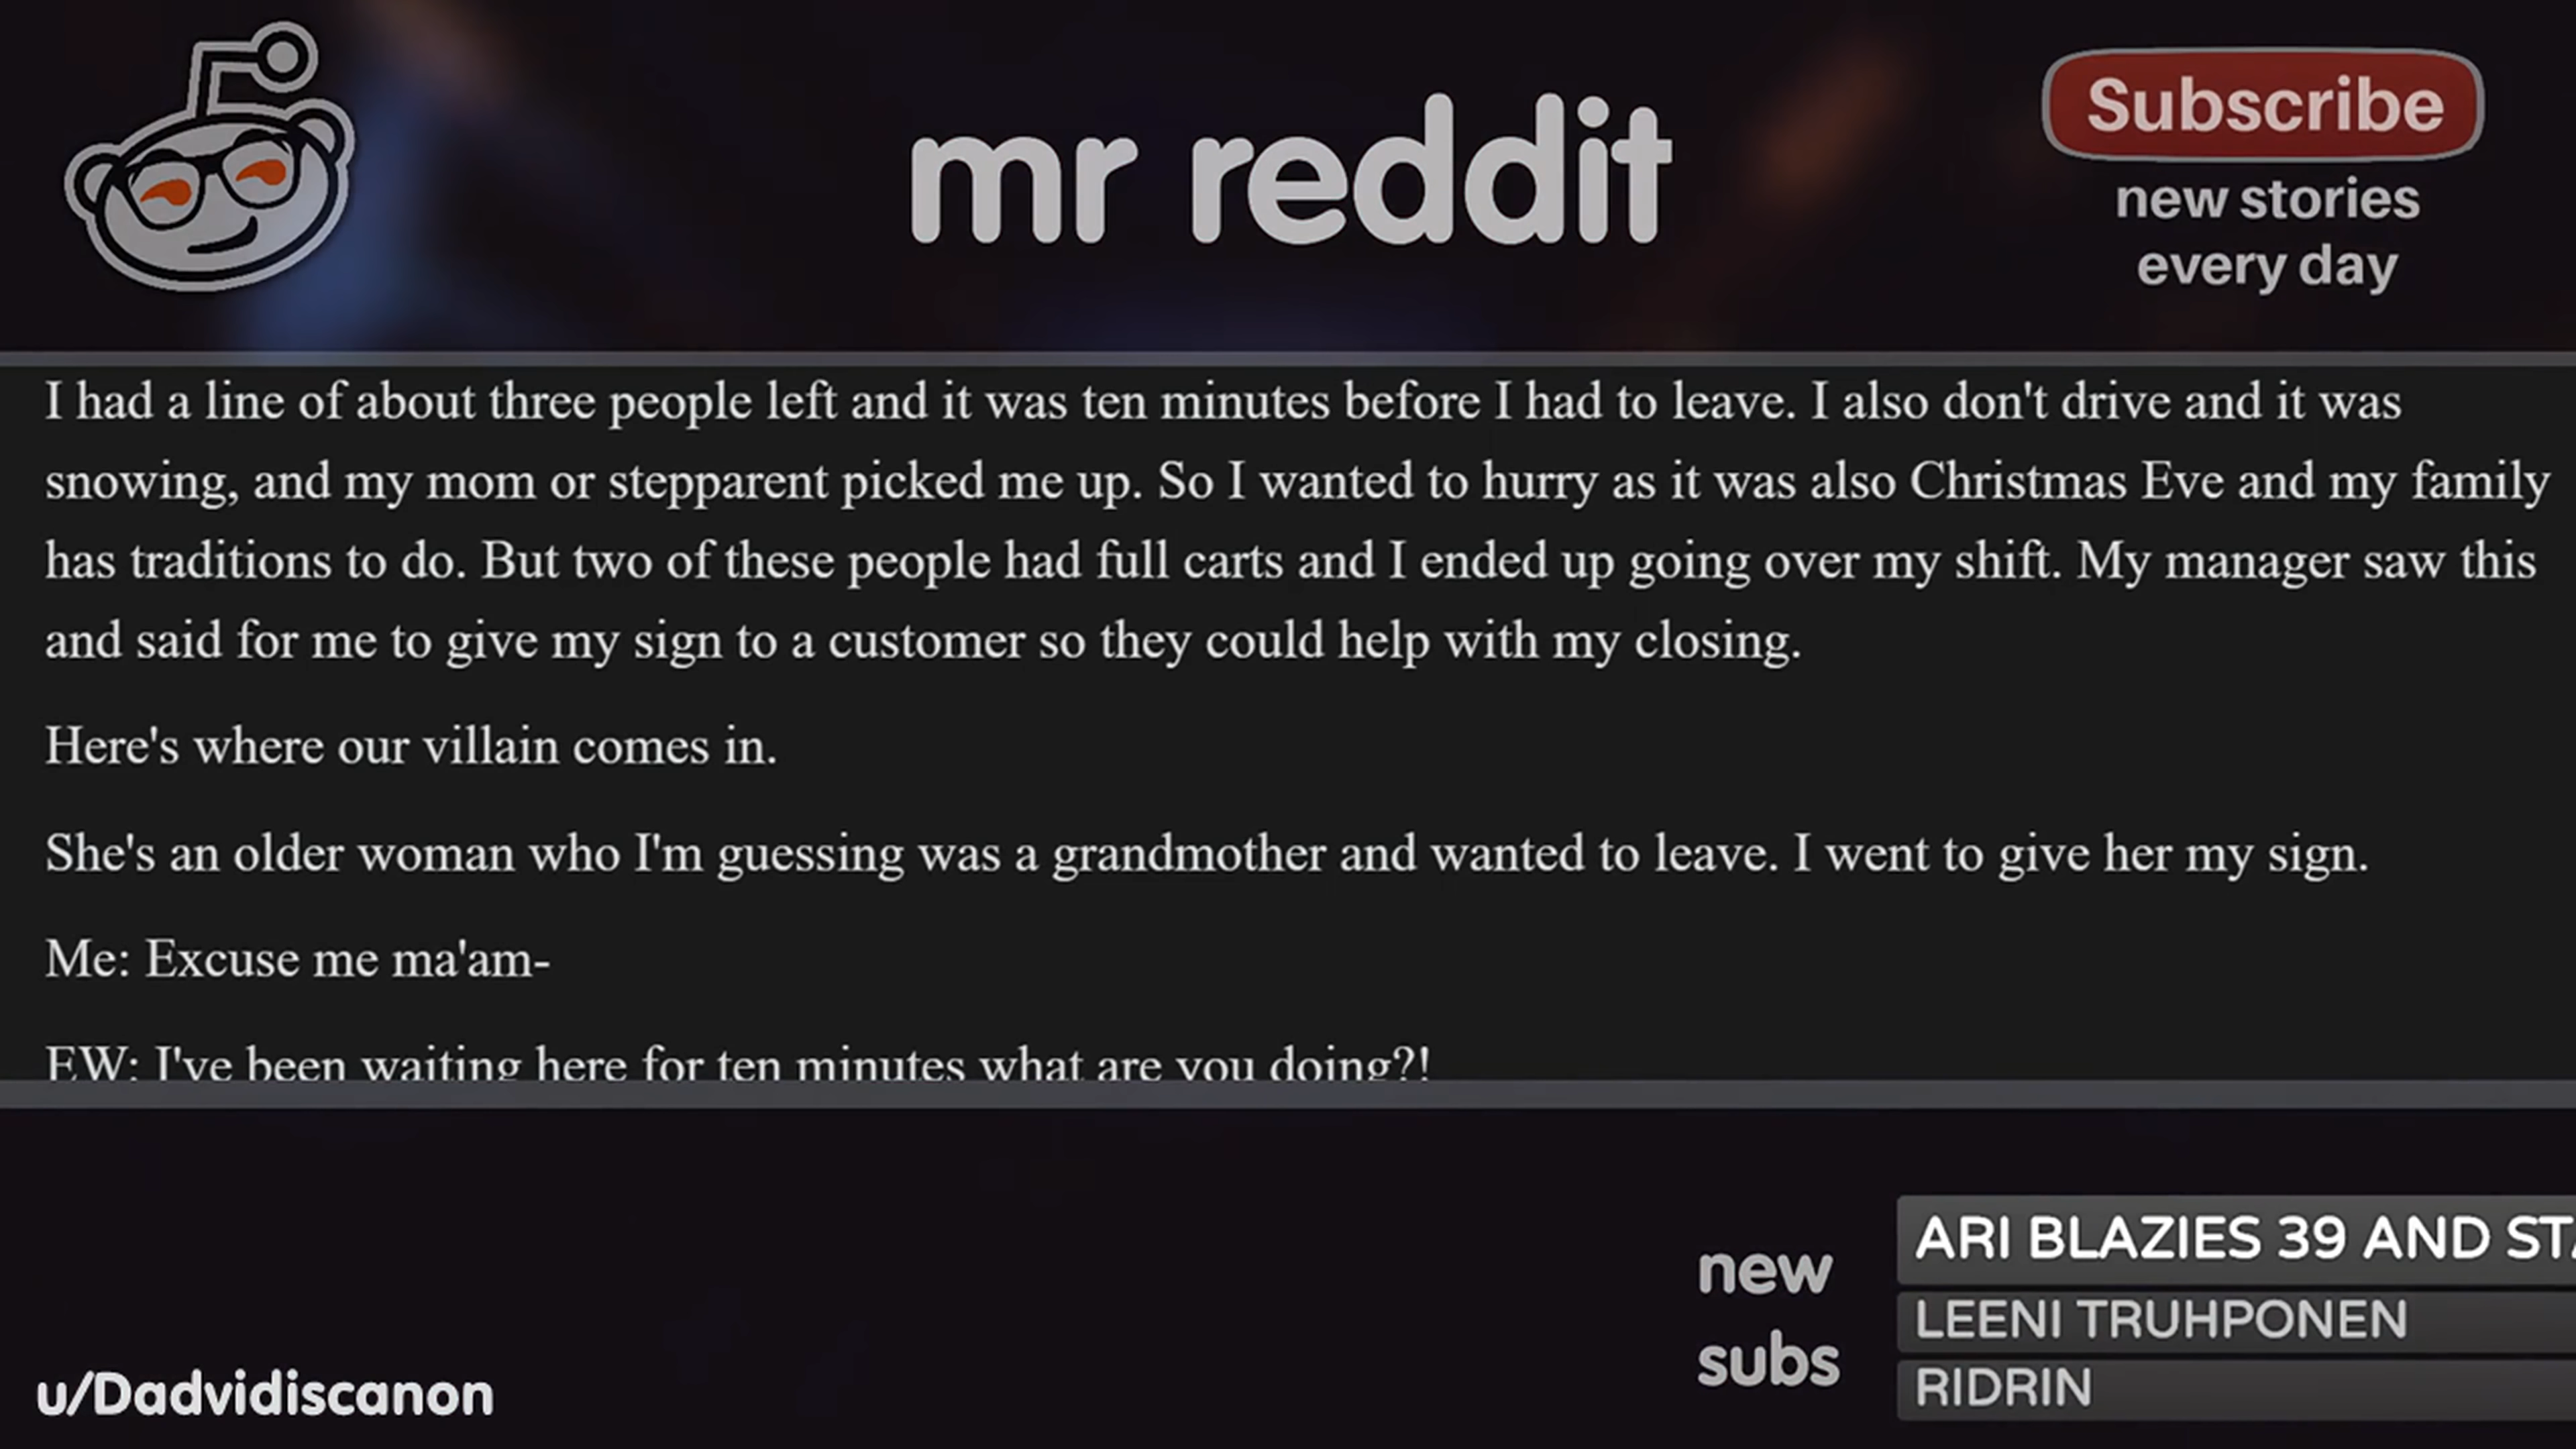 mr reddit
Subscribe
new stories
every day
I had a line of about three people left and it was ten minutes before I had to leave. I also don't drive and it was
snowing, and my mom or stepparent picked me up. So I wanted to hurry as it was also Christmas Eve and my family
has traditions to do. But two of these people had full carts and I ended up going over my shift. My manager saw this
and said for me to give my sign to a customer so they could help with my closing.
Here's where our villain comes in.
She's an older woman who I'm guessing was a grandmother and wanted to leave. I went to give her my sign.
Me: Excuse me ma'am-
EW: I've been waiting here for ten minutes what are you doing?!
new
subs
ARI BLAZIES 39 AND
LEENI TRUHPONEN
RIDRIN
u/Dadvidiscanon